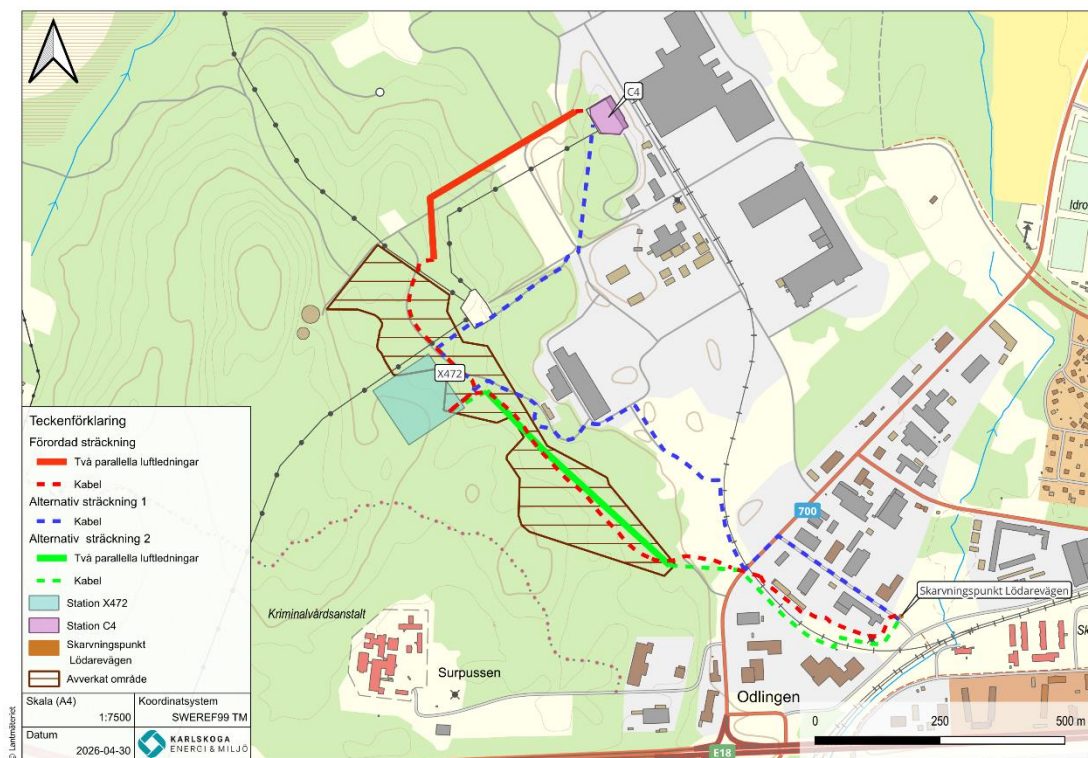 C4
Idro
X472
700
Skarvningspunkt Lödarevägen
Kriminalvårdsanstalt
Surpussen
Odlingen
Sk
E18
0 250 500 m
Teckenförklaring
Förordad sträckning
Två parallella luftledningar
Kabel
Alternativ sträckning 1
Kabel
Alternativ sträckning 2
Två parallella luftledningar
Kabel
Station X472
Station C4
Skarvningspunkt
Lödarevägen
Avverkat område
Skala (A4)
1:7500
Koordinatsystem
SWEREF99 TM
Datum
2026-04-30
KARLSKOGA
ENERGI & MILJÖ
© Lantmäteriet